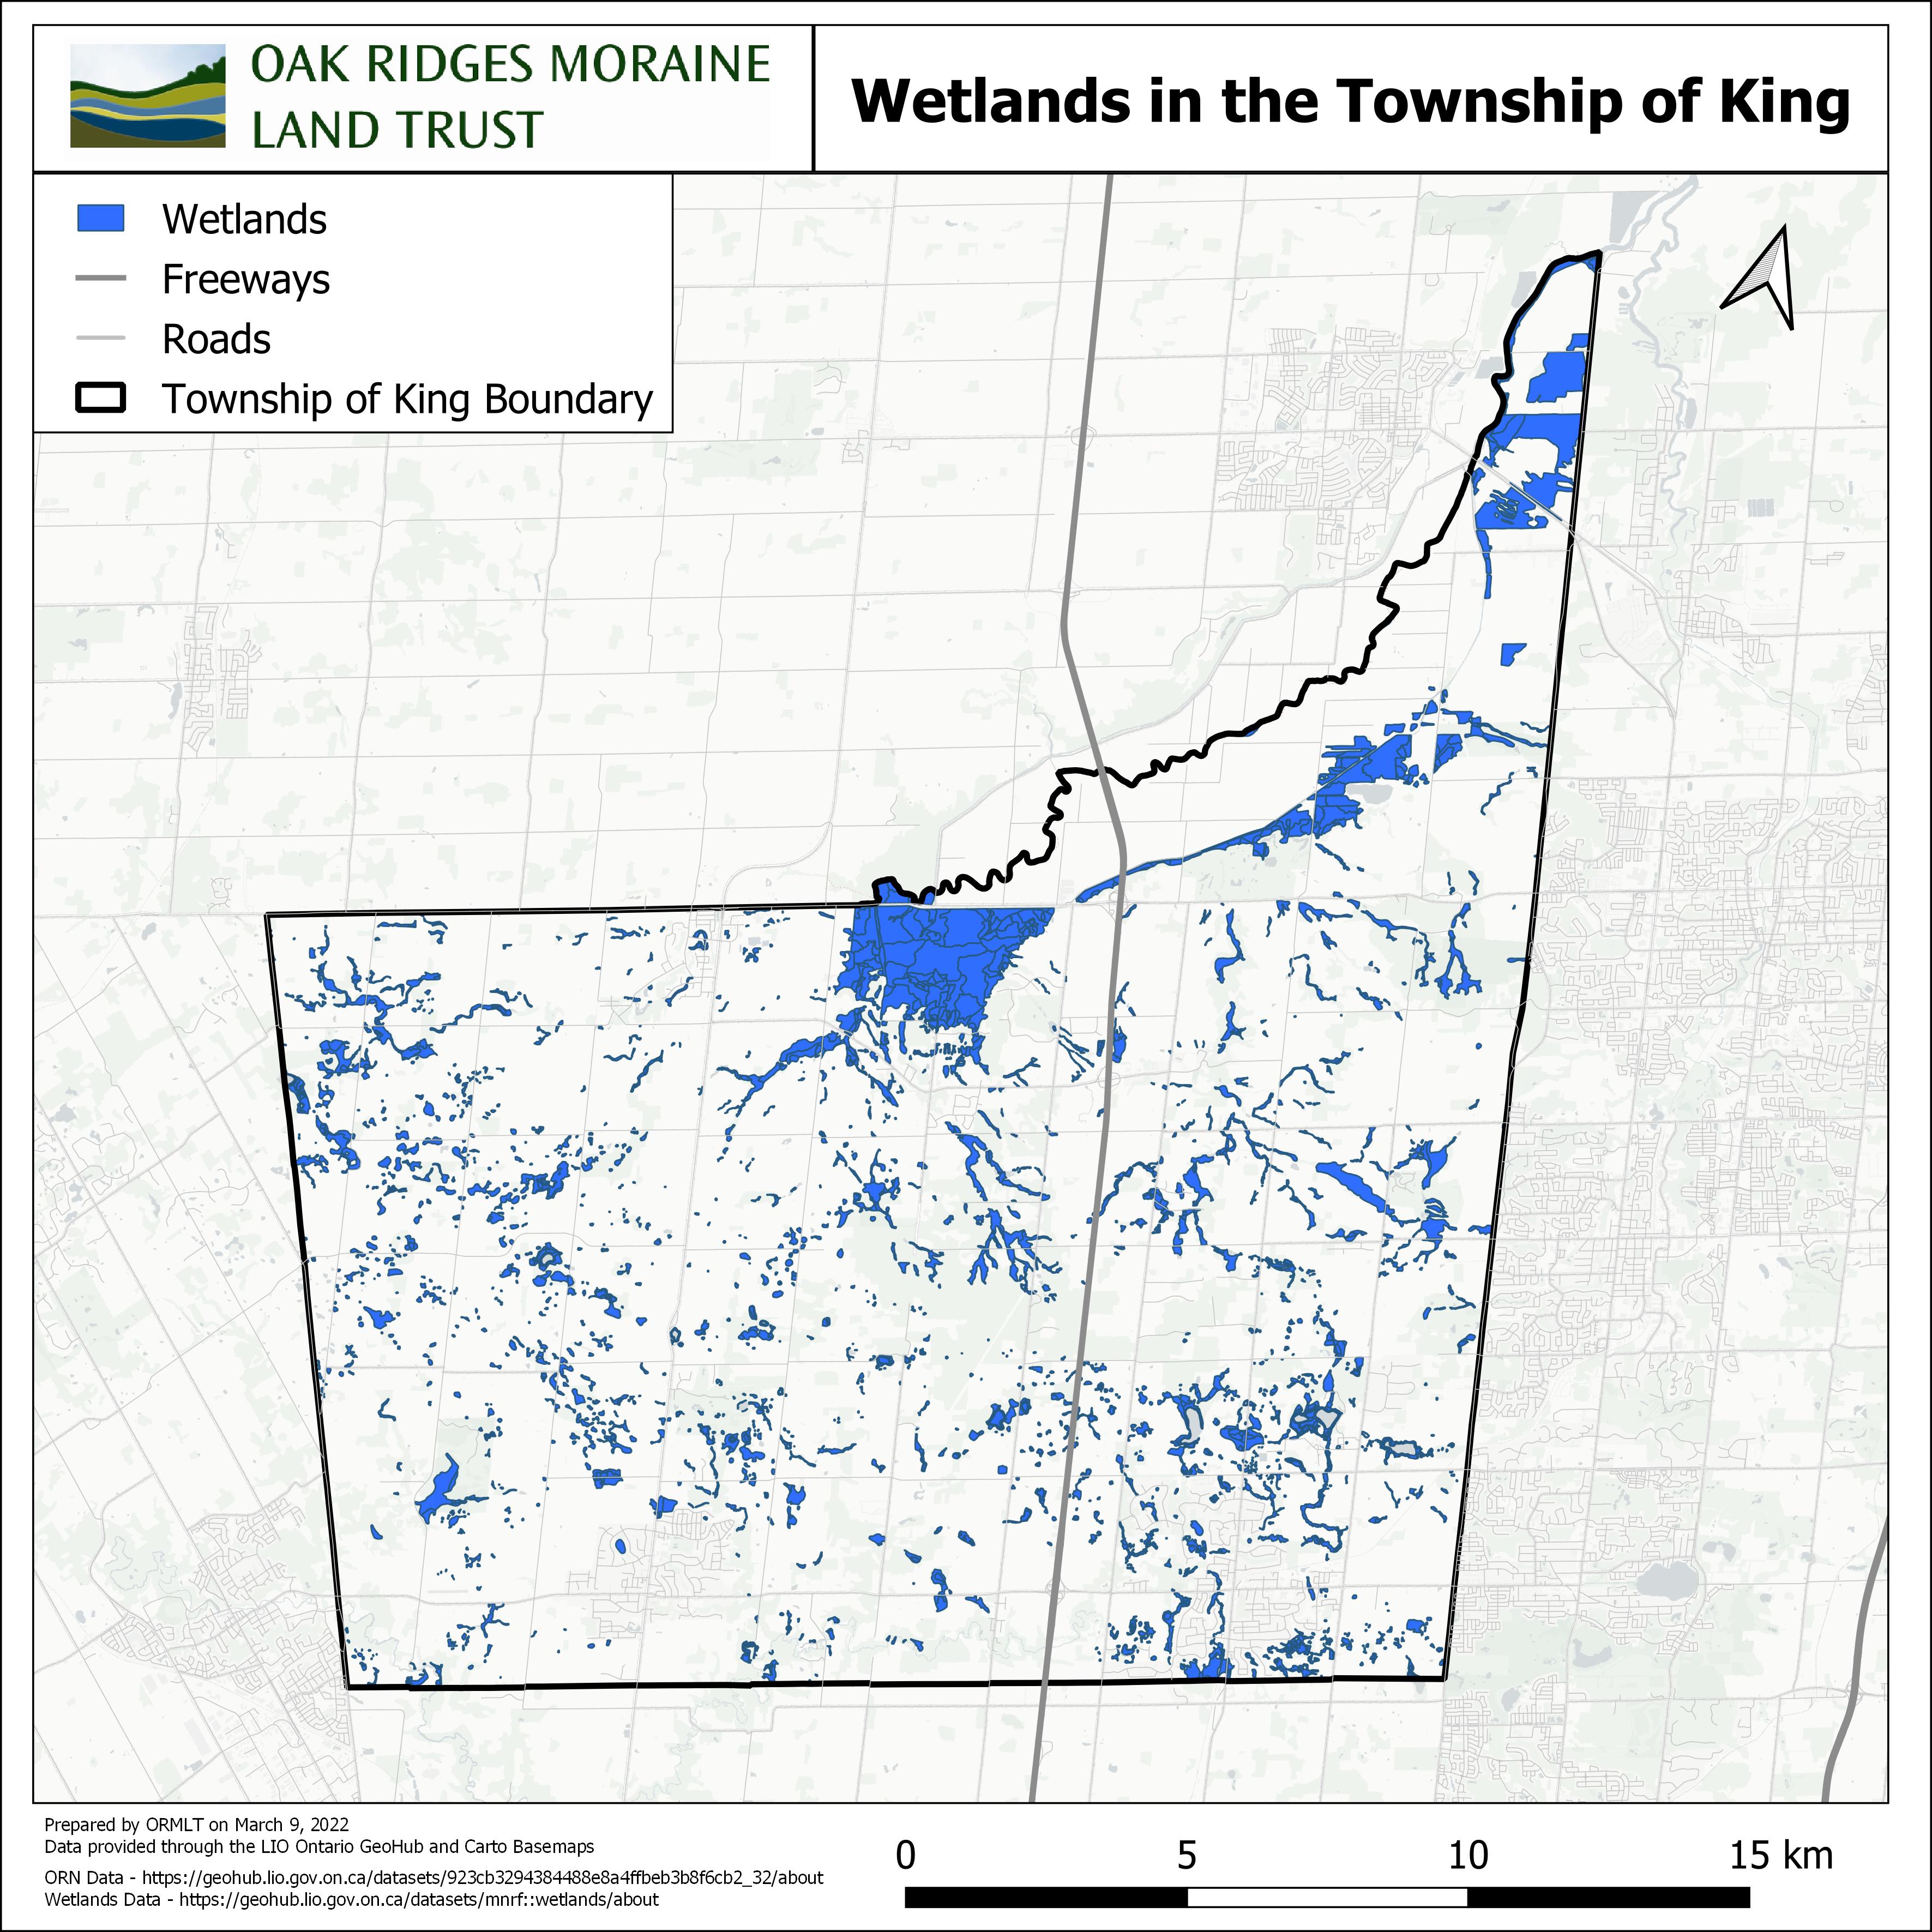 OAK RIDGES MORAINE
LAND TRUST
Wetlands in the Township of King
Wetlands
Freeways
Roads
Township of King Boundary
Prepared by ORMLT on March 9, 2022
Data provided through the LIO Ontario GeoHub and Carto Basemaps
ORN Data - https://geohub.lio.gov.on.ca/datasets/923cb3294384488e8a4ffbeb3b8f6cb2_32/about
Wetlands Data - https://geohub.lio.gov.on.ca/datasets/mnrf::wetlands/about
0 5 10 15 km